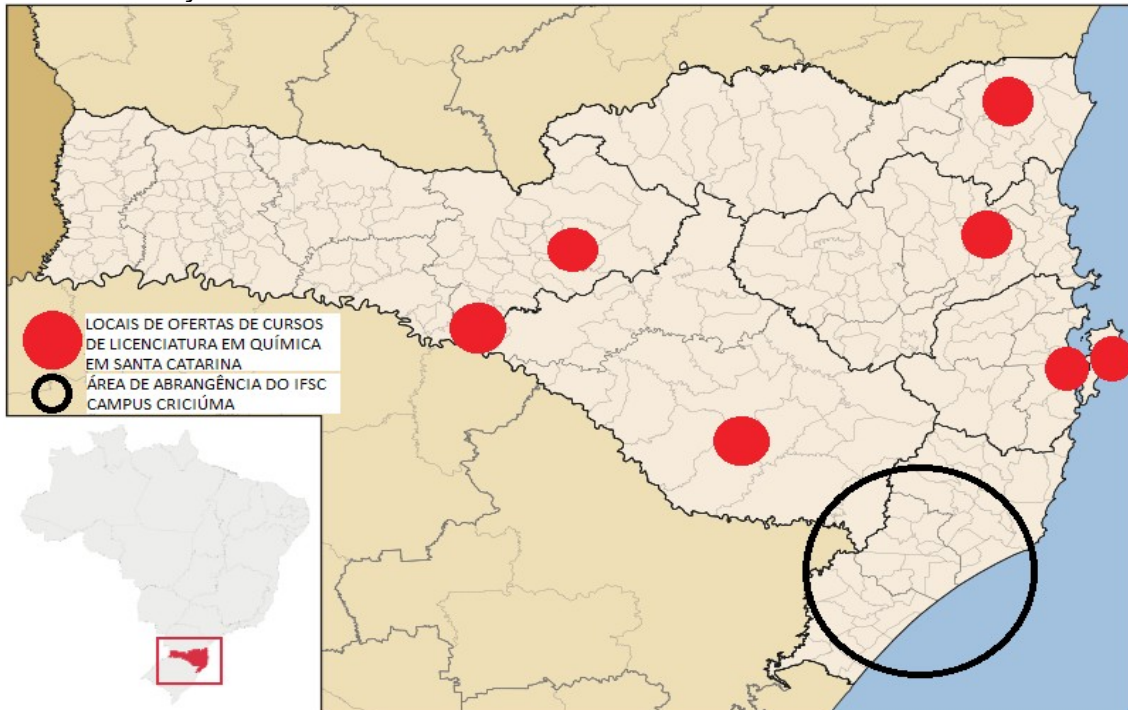 LOCAIS DE OFERTAS DE CURSOS
DE LICENCIATURA EM QUÍMICA
EM SANTA CATARINA
ÁREA DE ABRANGÊNCIA DO IFSC
CAMPUS CRICIÚMA